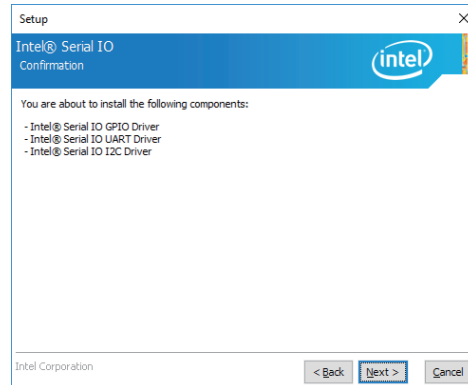 Setup
Intel® Serial IO
Confirmation
intel
You are about to install the following components:
- Intel® Serial IO GPIO Driver
- Intel® Serial IO UART Driver
- Intel® Serial IO I2C Driver
Intel Corporation
< Back Next > Cancel